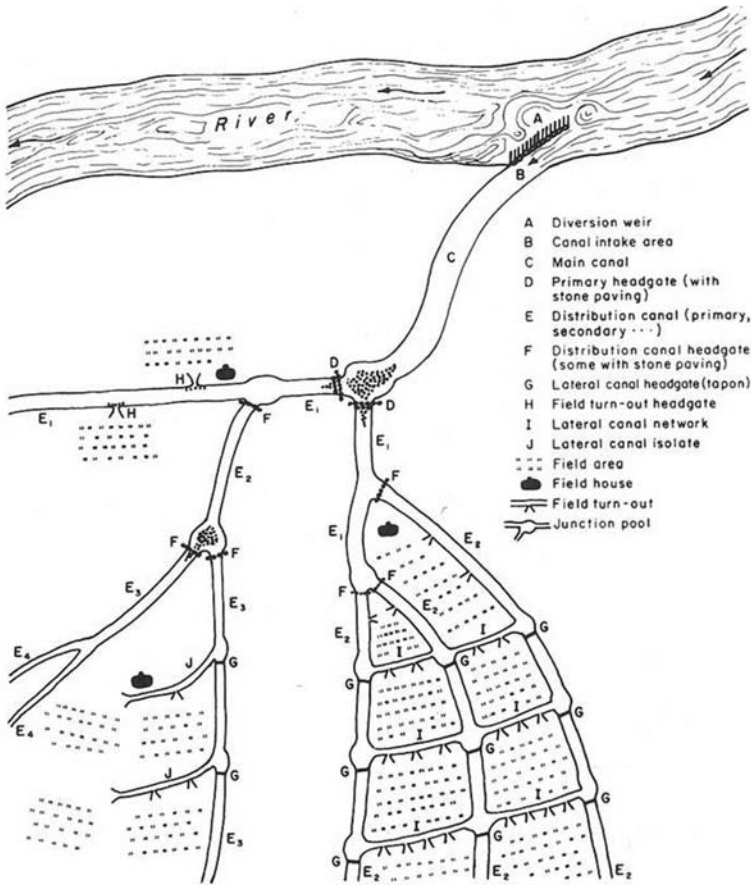 River
A
B
C
A Diversion weir
B Canal intake area
C Main canal
D Primary headgate (with
stone paving)
E Distribution canal (primary,
secondary ···)
F Distribution canal headgate
(some with stone paving)
G Lateral canal headgate (tapon)
H Field turn-out headgate
I Lateral canal network
J Lateral canal isolate
Field area
Field house
Field turn-out
Junction pool
D
H
E1
D
E1
H
F
E1
F
E2
E1
E2
F
F
F
F
F
E3
E3
E2
E2
I
G
I
G
E4
J
G
G
I
E4
I
G
G
G
J
G
I
I
G
G
G
E3
E2
E2
E2